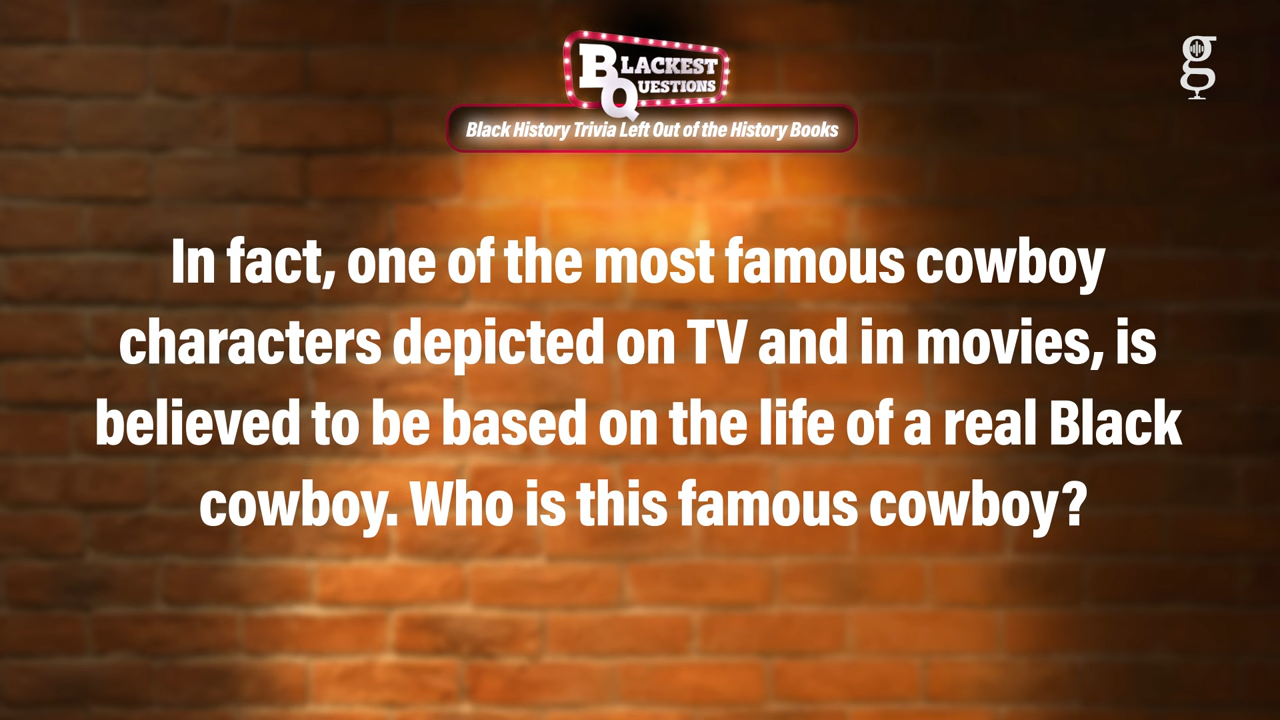 BLACKEST
QUESTIONS
Black History Trivia Left Out of the History Books
g
In fact, one of the most famous cowboy
characters depicted on TV and in movies, is
believed to be based on the life of a real Black
cowboy. Who is this famous cowboy?